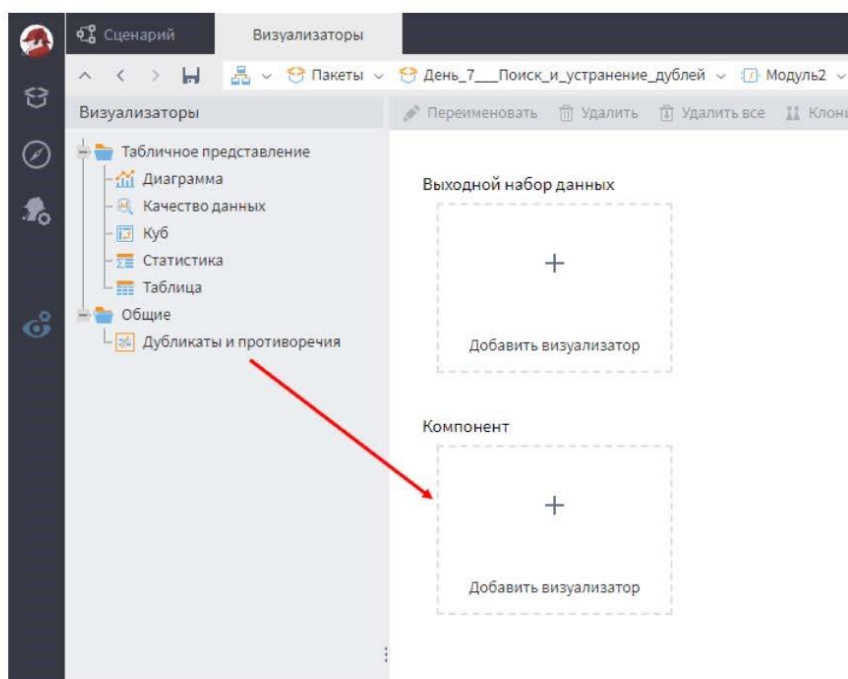 Сценарий
Визуализаторы
Пакеты
День_7___Поиск_и_устранение_дублей
Модуль2
Визуализаторы
Переименовать
Удалить
Удалить все
Клони
Табличное представление
Диаграмма
Качество данных
Куб
Статистика
Таблица
Общие
Дубликаты и противоречия
Выходной набор данных
Добавить визуализатор
Компонент
Добавить визуализатор